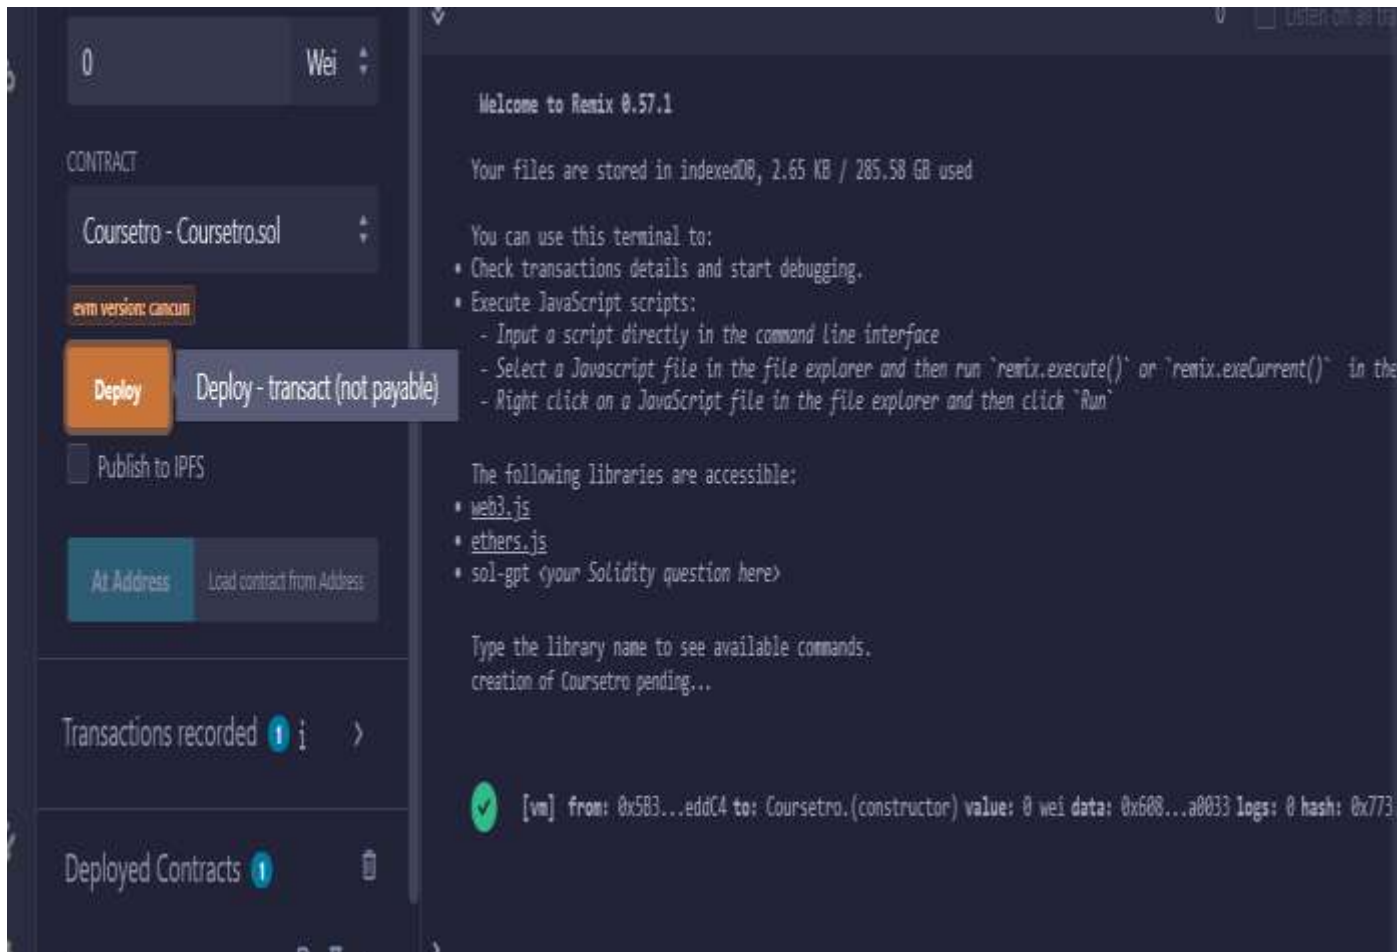 0 Wei
CONTRACT
Coursetro - Coursetro.sol
evm version: cancun
Deploy
Deploy - transact (not payable)
Publish to IPFS
At Address
Load contract from Address
Transactions recorded 1 i
Deployed Contracts 1
0 Listen on all
Welcome to Remix 0.57.1
Your files are stored in indexedDB, 2.65 KB / 285.58 GB used
You can use this terminal to:
• Check transactions details and start debugging.
• Execute JavaScript scripts:
- Input a script directly in the command line interface
- Select a Javascript file in the file explorer and then run `remix.execute()` or `remix.exeCurrent()` in the
- Right click on a JavaScript file in the file explorer and then click `Run`
The following libraries are accessible:
• web3.js
• ethers.js
• sol-gpt <your Solidity question here>
Type the library name to see available commands.
creation of Coursetro pending...
[vm] from: 0x5B3...eddC4 to: Coursetro.(constructor) value: 0 wei data: 0x608...a0033 logs: 0 hash: 0x773